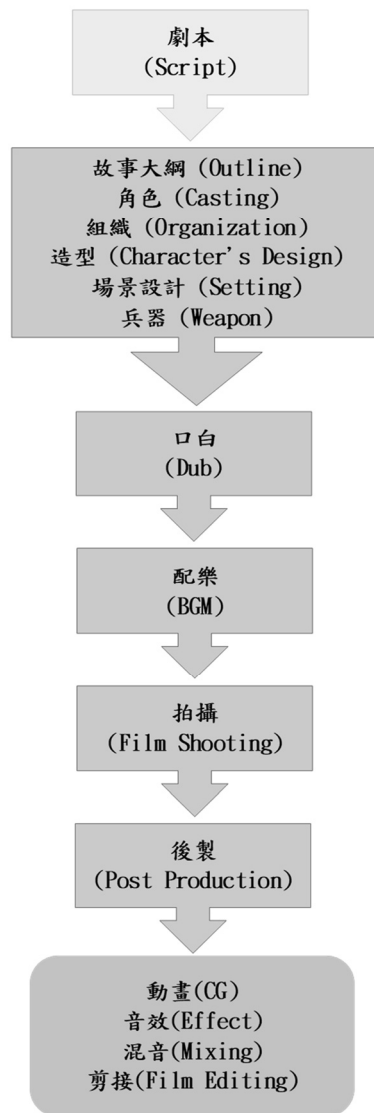 劇本
(Script)
故事大綱 (Outline)
角色 (Casting)
組織 (Organization)
造型 (Character's Design)
場景設計 (Setting)
兵器 (Weapon)
口白
(Dub)
配樂
(BGM)
拍攝
(Film Shooting)
後製
(Post Production)
動畫(CG)
音效(Effect)
混音(Mixing)
剪接(Film Editing)